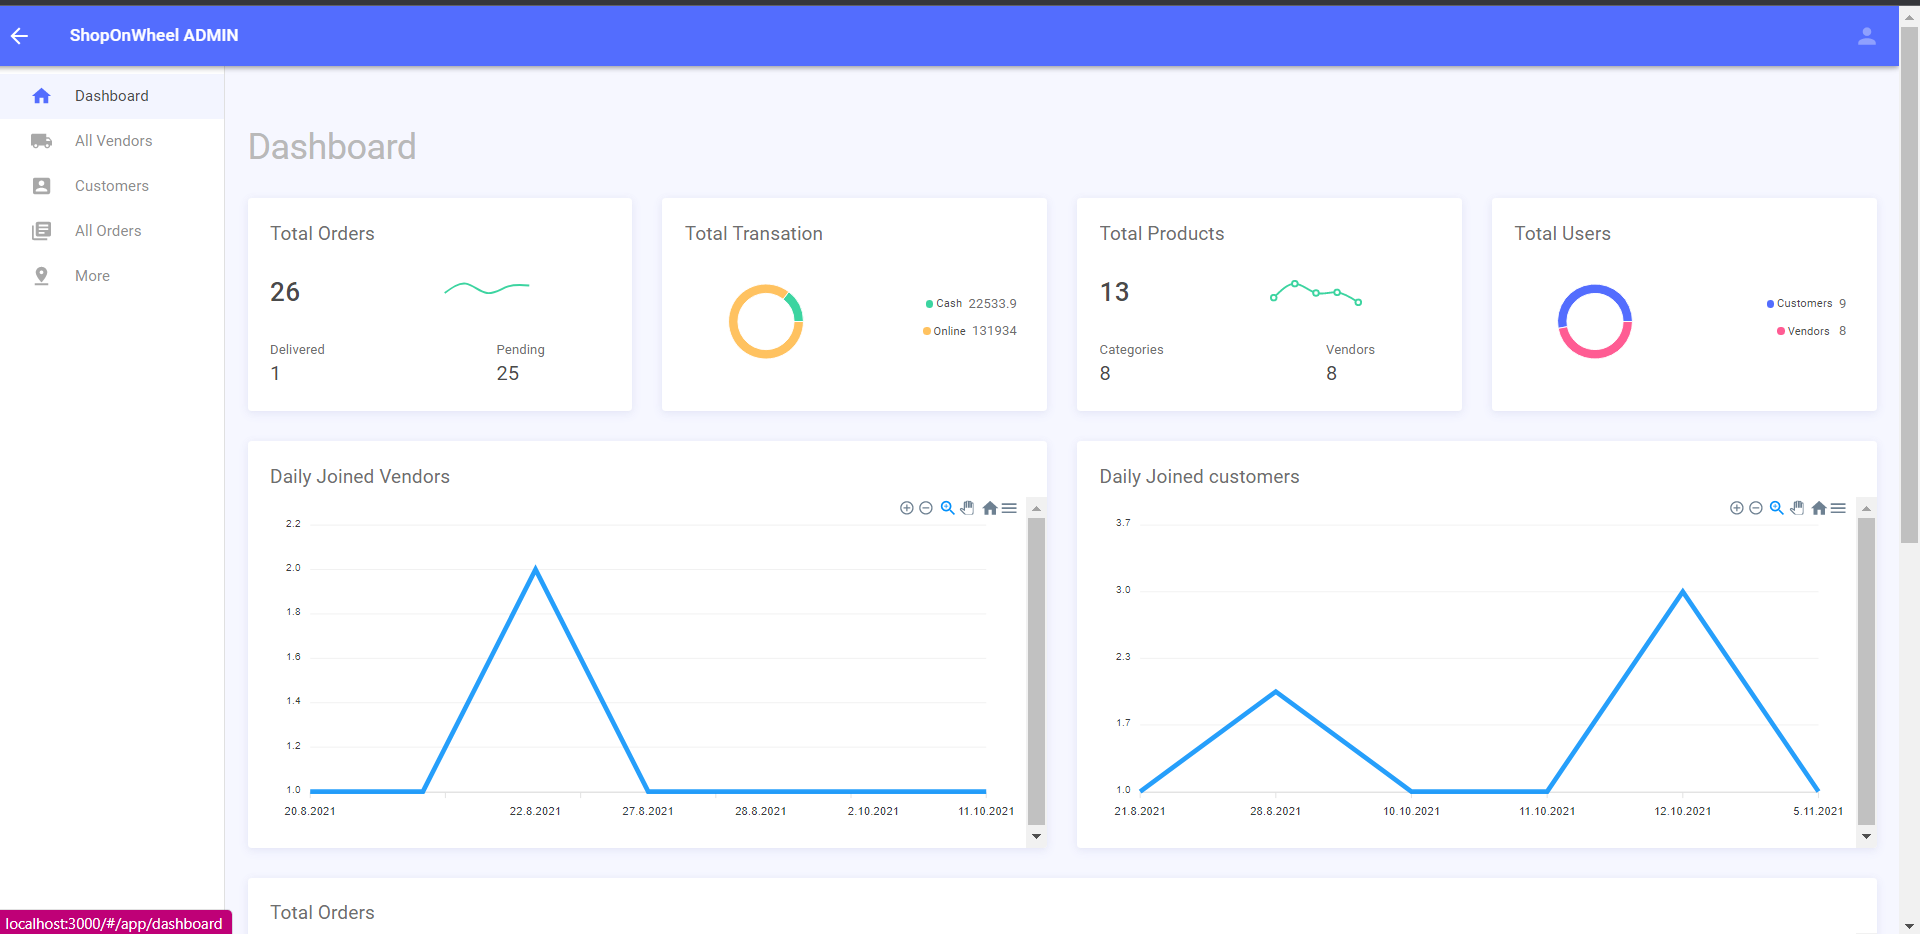 ShopOnWheel ADMIN
Dashboard
All Vendors
Customers
All Orders
More
Dashboard
Total Orders
26
Delivered
1
Pending
25
Total Transation
Cash 22533.9
Online 131934
Total Products
13
Categories
8
Vendors
8
Total Users
Customers 9
Vendors 8
Daily Joined Vendors
2.2
2.0
1.8
1.6
1.4
1.2
1.0
20.8.2021 22.8.2021 27.8.2021 28.8.2021 2.10.2021 11.10.2021
Daily Joined customers
3.7
3.0
2.3
1.7
1.0
21.8.2021 28.8.2021 10.10.2021 11.10.2021 12.10.2021 5.11.2021
Total Orders
localhost:3000/#/app/dashboard